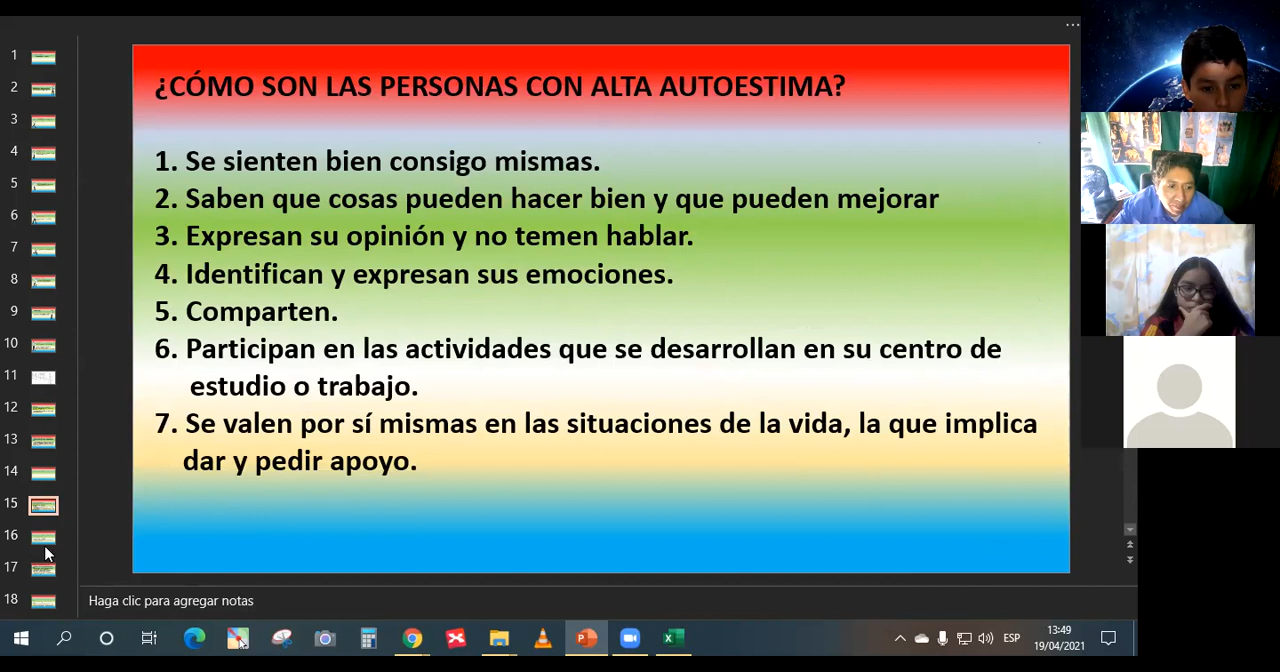 ¿CÓMO SON LAS PERSONAS CON ALTA AUTOESTIMA?
1. Se sienten bien consigo mismas.
2. Saben que cosas pueden hacer bien y que pueden mejorar
3. Expresan su opinión y no temen hablar.
4. Identifican y expresan sus emociones.
5. Comparten.
6. Participan en las actividades que se desarrollan en su centro de
estudio o trabajo.
7. Se valen por sí mismas en las situaciones de la vida, la que implica
dar y pedir apoyo.
1
2
3
4
5
6
7
8
9
10
11
12
13
14
15
16
17
18
Haga clic para agregar notas
ESP
13:49
19/04/2021